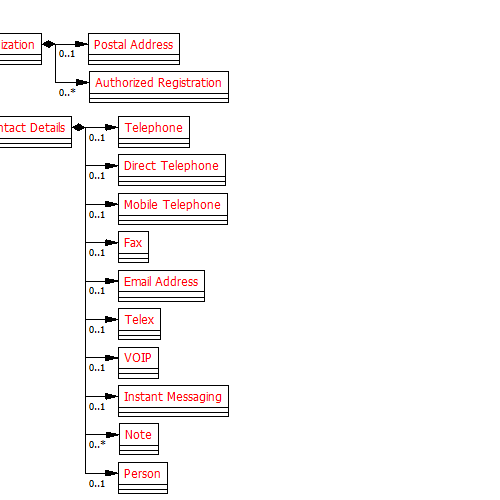 ization
Postal Address
0..1
Authorized Registration
0..*
ntact Details
Telephone
0..1
Direct Telephone
0..1
Mobile Telephone
0..1
Fax
0..1
Email Address
0..1
Telex
0..1
VOIP
0..1
Instant Messaging
0..1
Note
0..*
Person
0..1